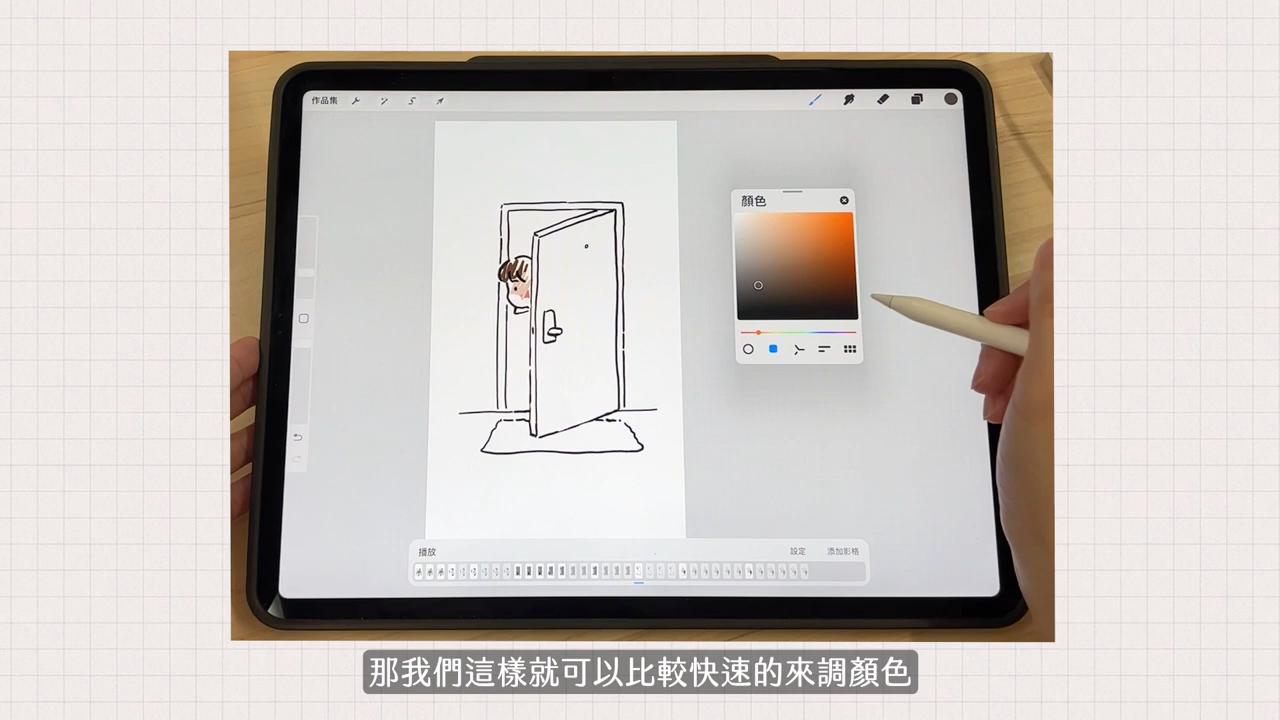 作品集
顏色
播放
設定
添加影格
那我們這樣就可以比較快速的來調顏色